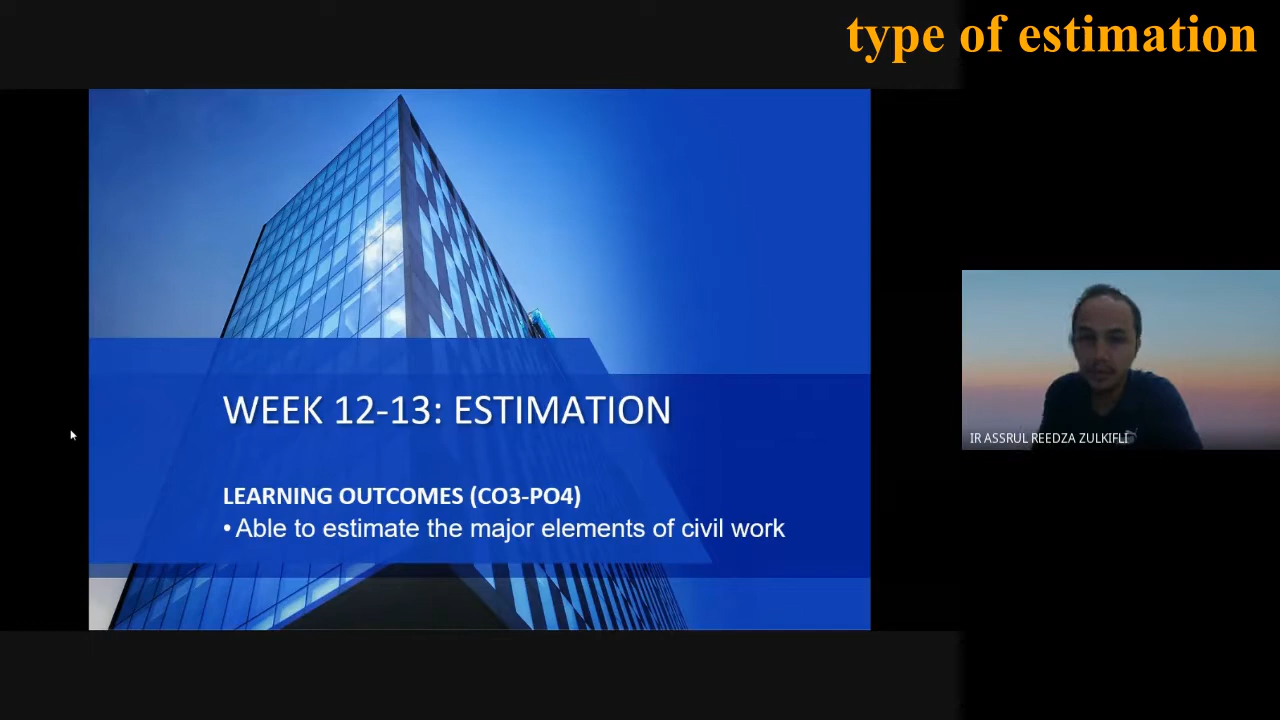 type of estimation
WEEK 12-13: ESTIMATION
LEARNING OUTCOMES (CO3-PO4)
• Able to estimate the major elements of civil work
IR ASSRUL REEDZA ZULKIFLI